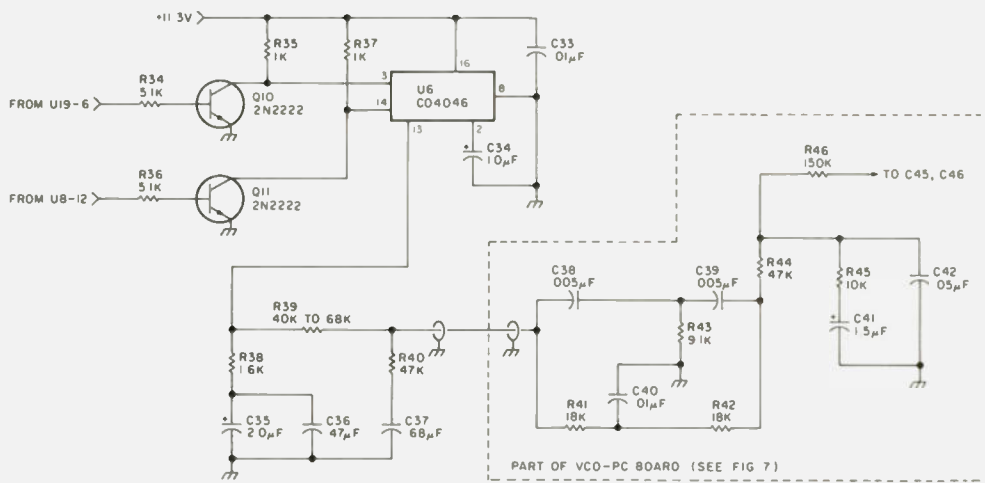 +11.3V
R35
1K
R37
1K
C33
.01µF
R34
5.1K
FROM U19-6
Q10
2N2222
3
14
16
U6
CD4046
8
13
2
C34
1.0µF
R36
5.1K
FROM U8-12
Q11
2N2222
R46
150K
TO C45, C46
R44
47K
R45
10K
C41
1.5µF
C42
.05µF
C38
.005µF
C39
.005µF
R43
9.1K
R39
40K TO 68K
R38
1.6K
R40
47K
C35
2.0µF
C36
.47µF
C37
.68µF
C40
.01µF
R41
18K
R42
18K
PART OF VCO-PC BOARD (SEE FIG 7)